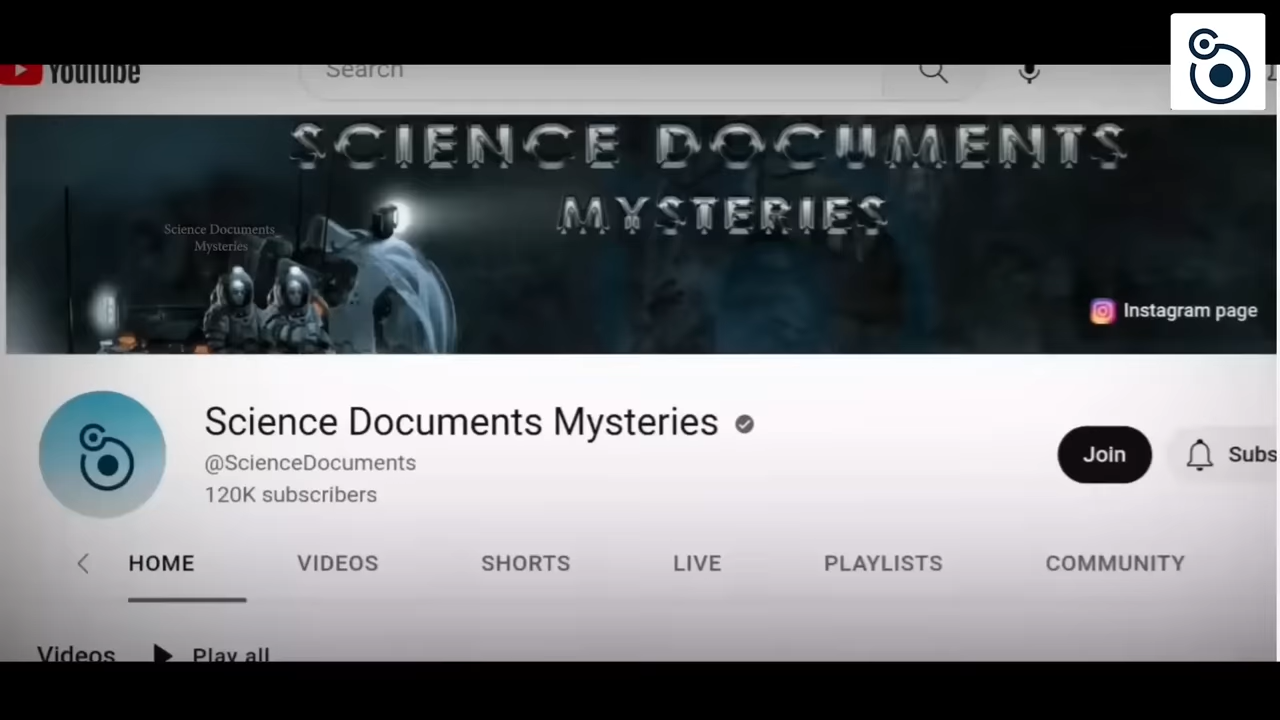 YouTube
Search
SCIENCE DOCUMENTS
MYSTERIES
Science Documents
Mysteries
Instagram page
Science Documents Mysteries
@ScienceDocuments
120K subscribers
Join
Subs
HOME
VIDEOS
SHORTS
LIVE
PLAYLISTS
COMMUNITY
Videos
Play all